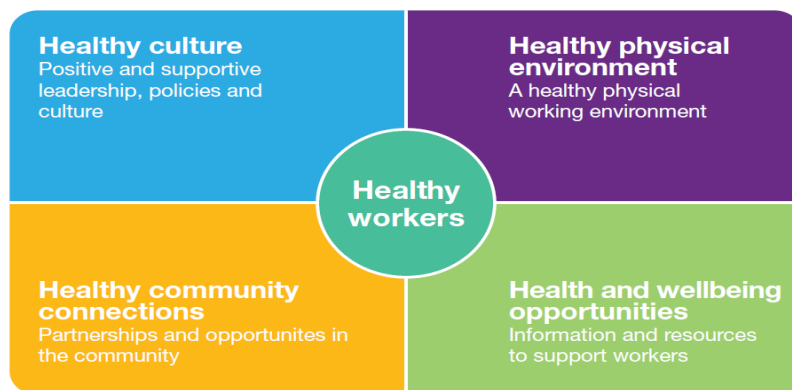 Healthy culture
Positive and supportive
leadership, policies and
culture
Healthy physical
environment
A healthy physical
working environment
Healthy
workers
Healthy community
connections
Partnerships and opportunites in
the community
Health and wellbeing
opportunities
Information and resources
to support workers